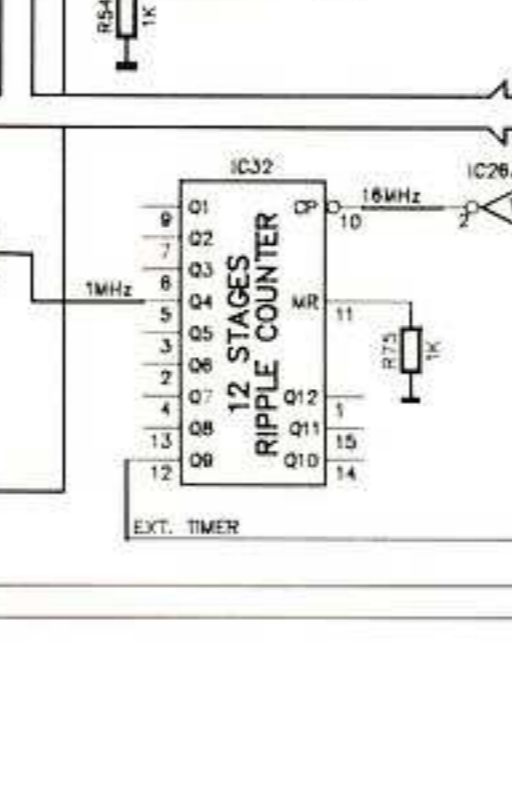 R54
1K
IC32
IC26
Q1
9
Q2
7
Q3
6
1MHz
Q4
5
Q5
3
Q6
2
Q7
4
Q8
13
Q9
12
12 STAGES
RIPPLE COUNTER
CP
10
16MHz
2
MR
11
R75
1K
Q12
1
Q11
15
Q10
14
EXT. TIMER